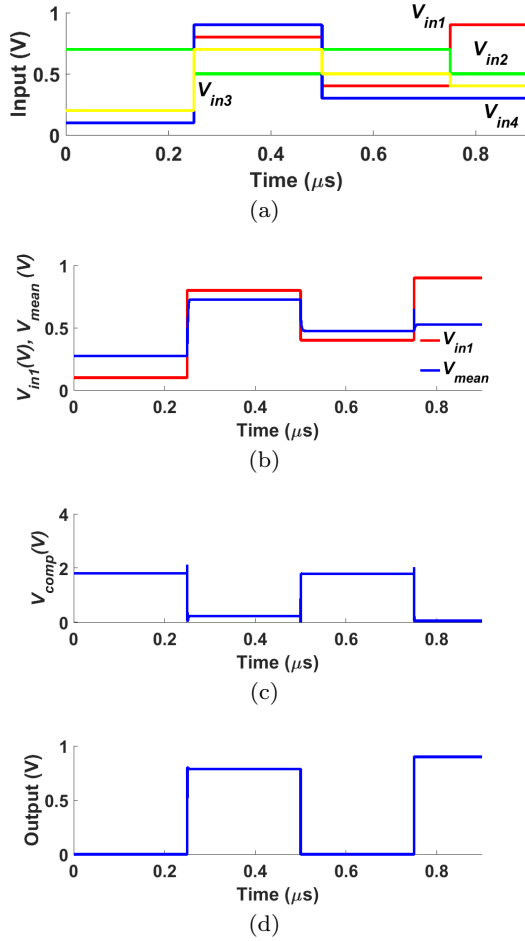 1
0.5
0
Input (V)
V_in1
V_in2
V_in3
V_in4
0 0.2 0.4 0.6 0.8
Time (μs)
(a)
1
0.5
0
V_in1(V), V_mean (V)
V_in1
V_mean
0 0.2 0.4 0.6 0.8
Time (μs)
(b)
4
2
0
V_comp(V)
0 0.2 0.4 0.6 0.8
Time (μs)
(c)
1
0.5
0
Output (V)
0 0.2 0.4 0.6 0.8
Time (μs)
(d)